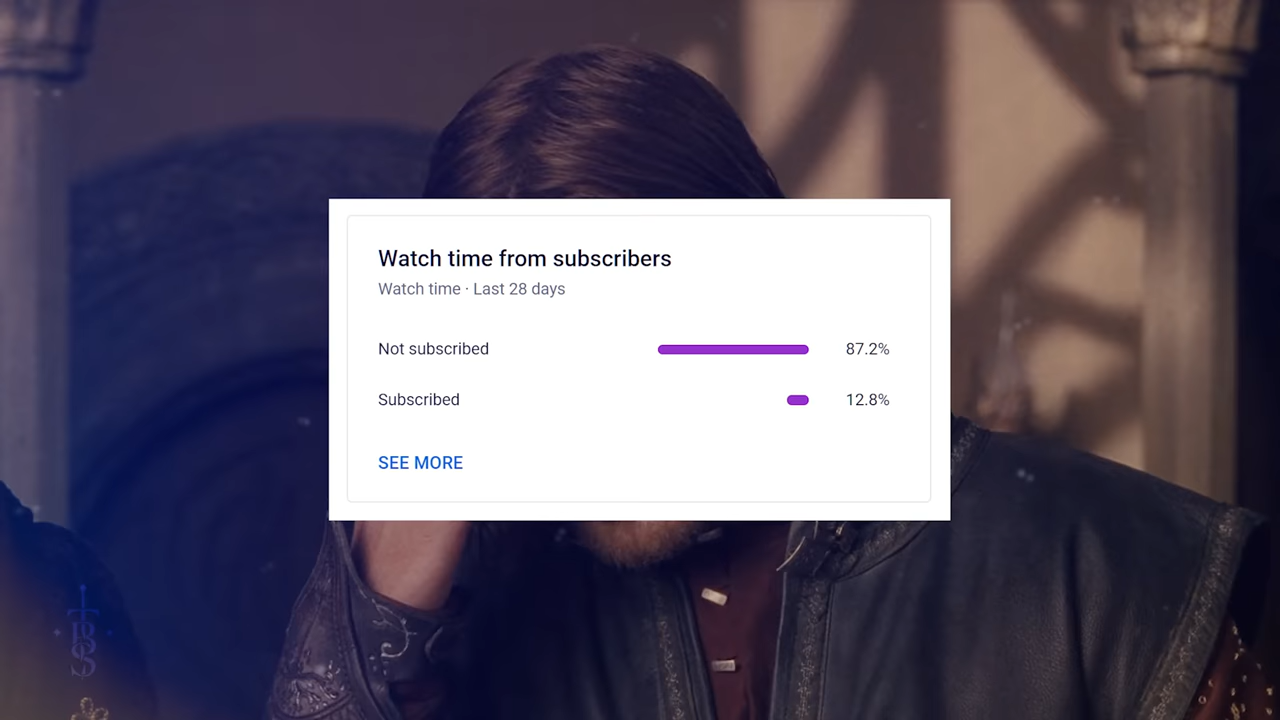 Watch time from subscribers
Watch time · Last 28 days
Not subscribed 87.2%
Subscribed 12.8%
SEE MORE